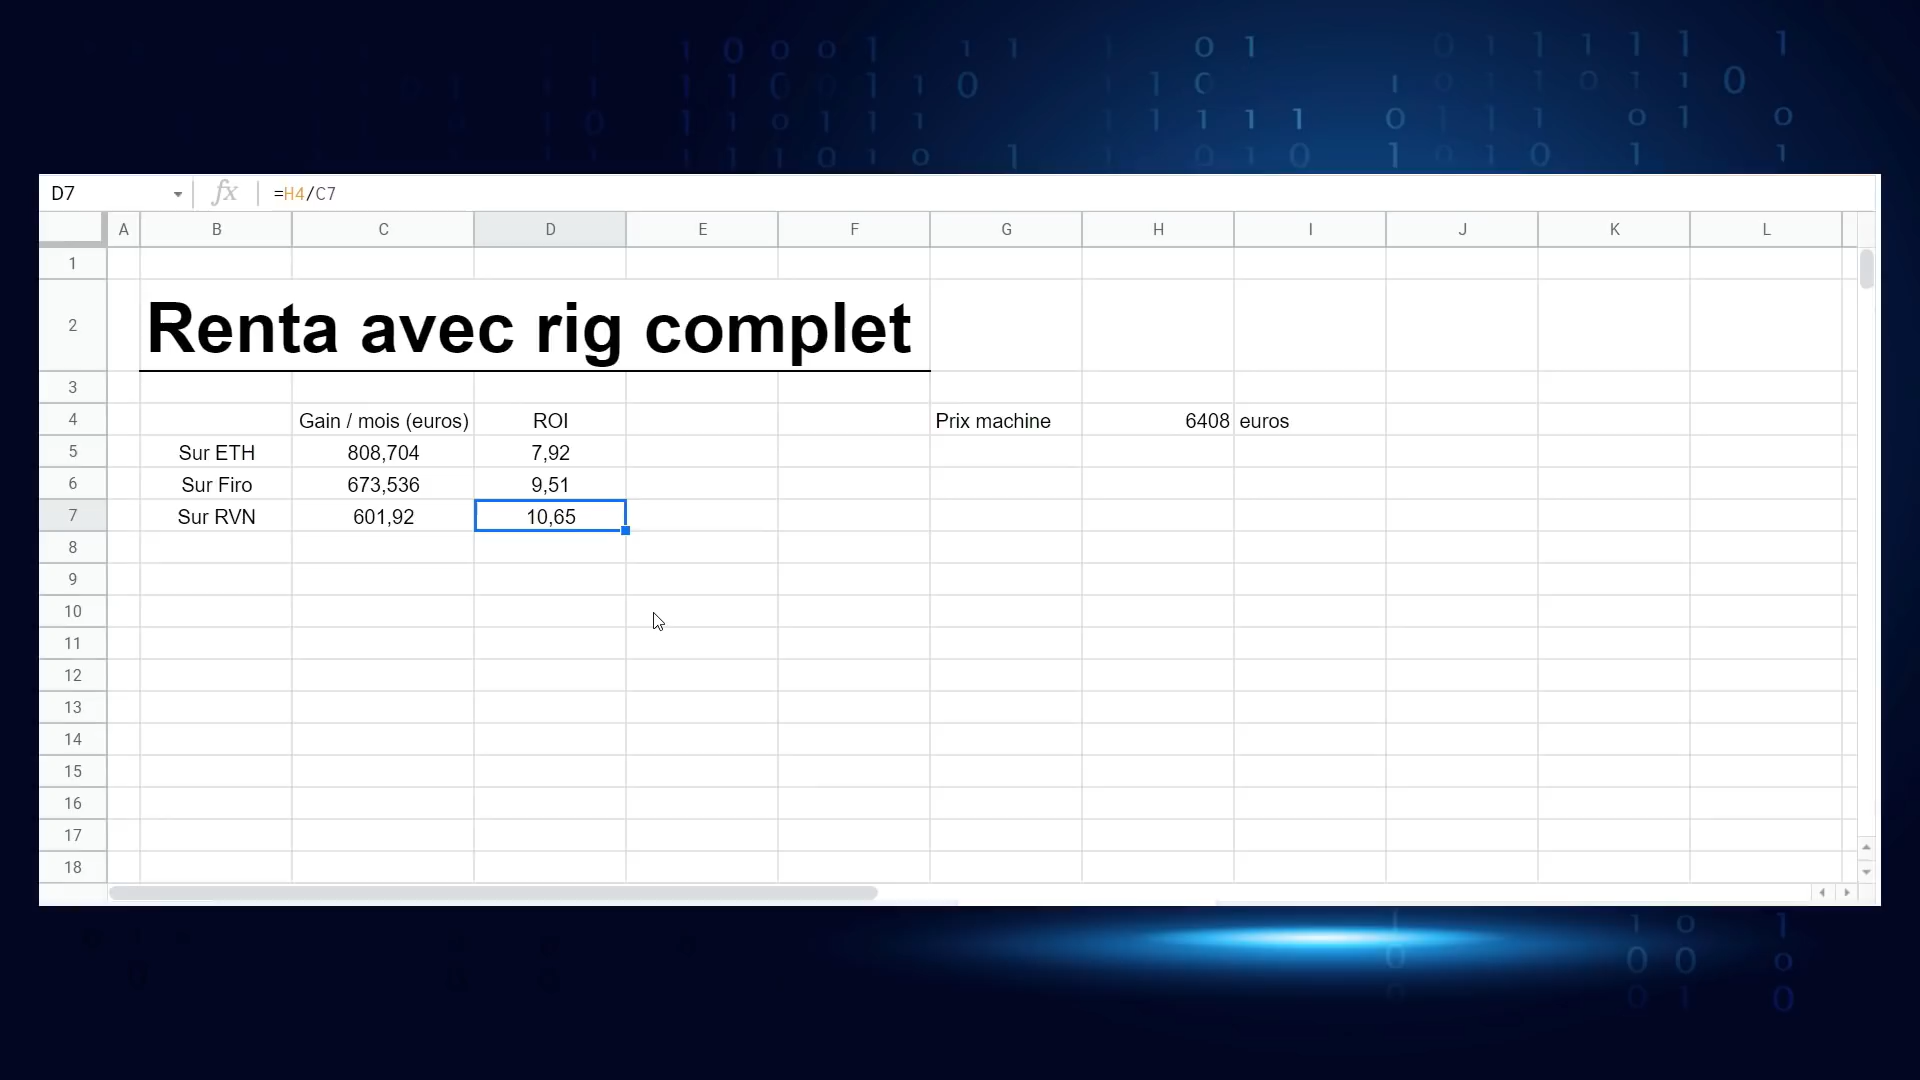 D7 fx =H4/C7
A B C D E F G H I J K L
1
2 Renta avec rig complet
3
4 Gain / mois (euros) ROI Prix machine 6408 euros
5 Sur ETH 808,704 7,92
6 Sur Firo 673,536 9,51
7 Sur RVN 601,92 10,65
8
9
10
11
12
13
14
15
16
17
18